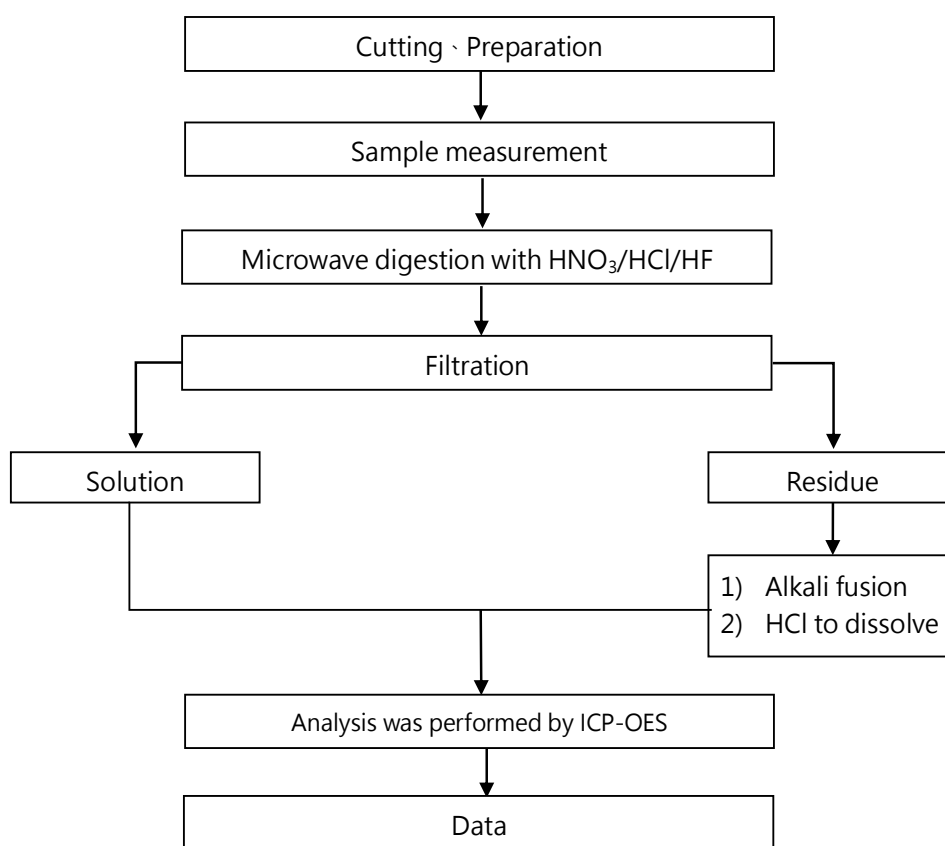 Cutting、Preparation
Sample measurement
Microwave digestion with HNO₃/HCl/HF
Filtration
Solution
Residue
1) Alkali fusion
2) HCl to dissolve
Analysis was performed by ICP-OES
Data